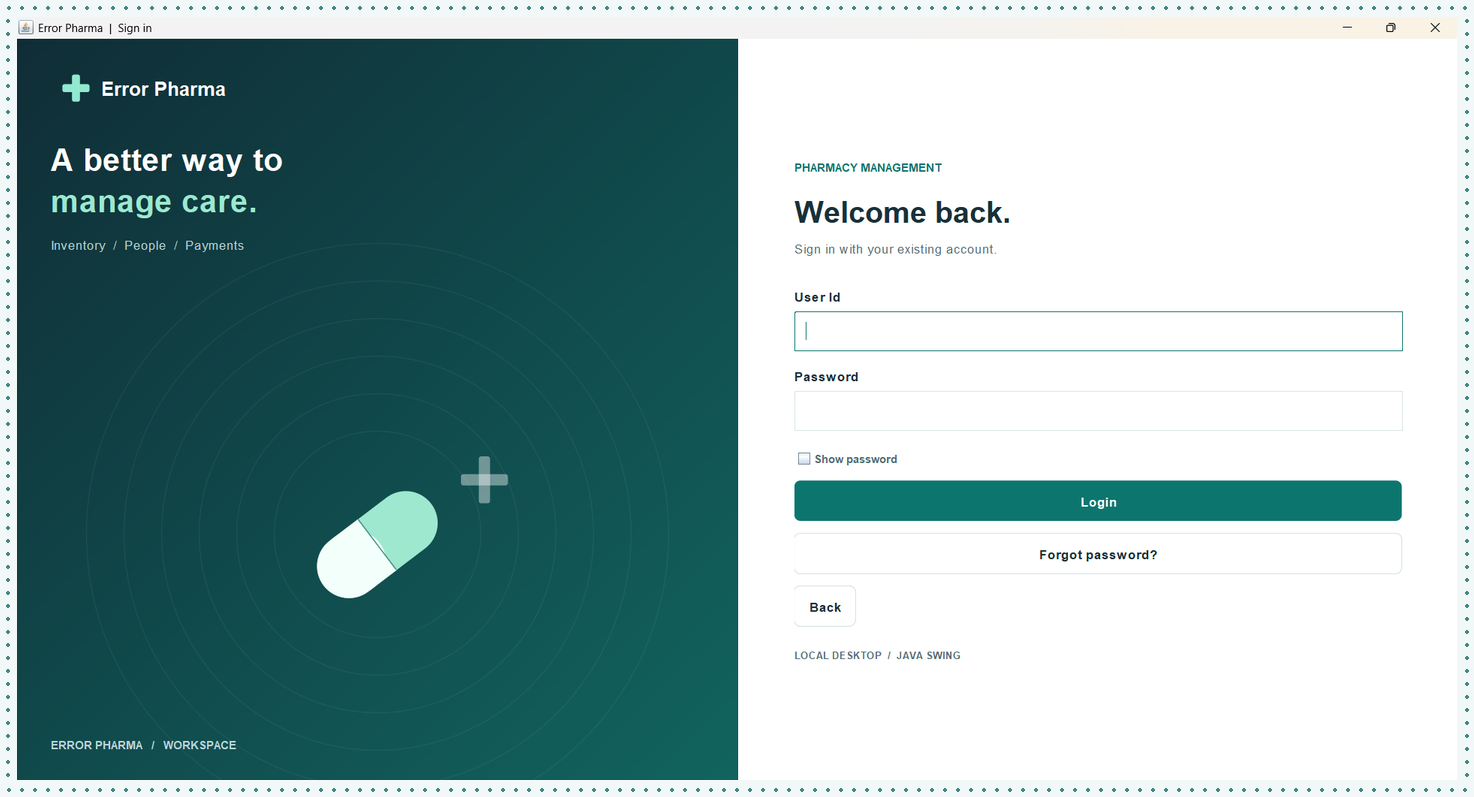 Error Pharma | Sign in
Error Pharma
A better way to
manage care.
Inventory / People / Payments
ERROR PHARMA / WORKSPACE
PHARMACY MANAGEMENT
Welcome back.
Sign in with your existing account.
User Id
Password
Show password
Login
Forgot password?
Back
LOCAL DESKTOP / JAVA SWING